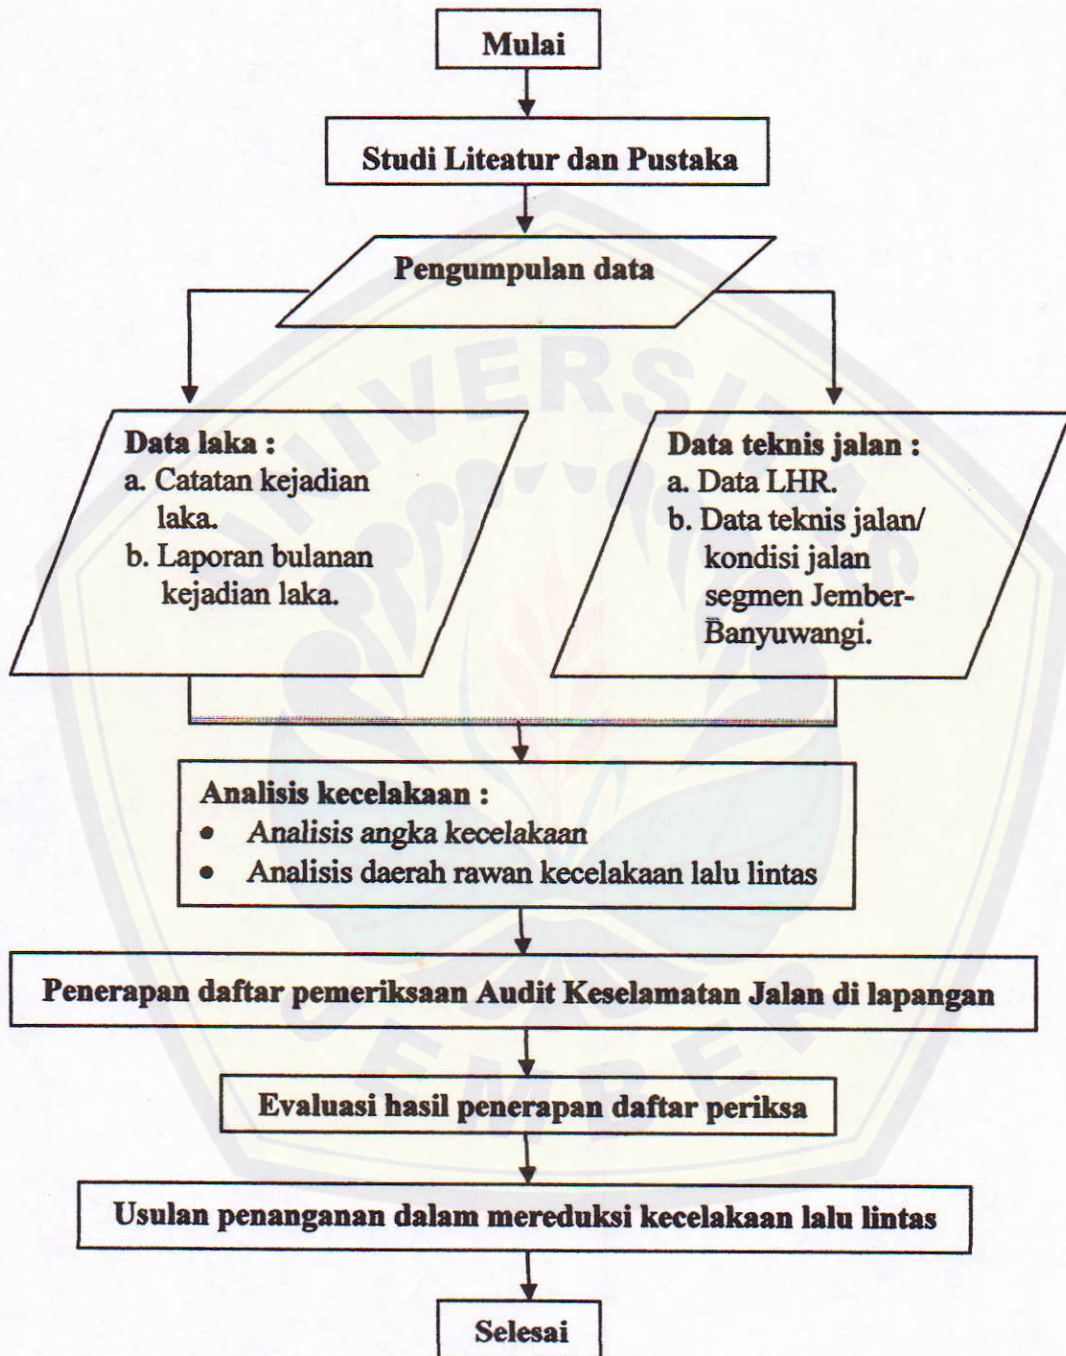 Mulai
Studi Liteatur dan Pustaka
Pengumpulan data
Data laka :
a. Catatan kejadian
laka.
b. Laporan bulanan
kejadian laka.
Data teknis jalan :
a. Data LHR.
b. Data teknis jalan/
kondisi jalan
segmen Jember-
Banyuwangi.
Analisis kecelakaan :
• Analisis angka kecelakaan
• Analisis daerah rawan kecelakaan lalu lintas
Penerapan daftar pemeriksaan Audit Keselamatan Jalan di lapangan
Evaluasi hasil penerapan daftar periksa
Usulan penanganan dalam mereduksi kecelakaan lalu lintas
Selesai
UNIVERSITAS
JEMBER